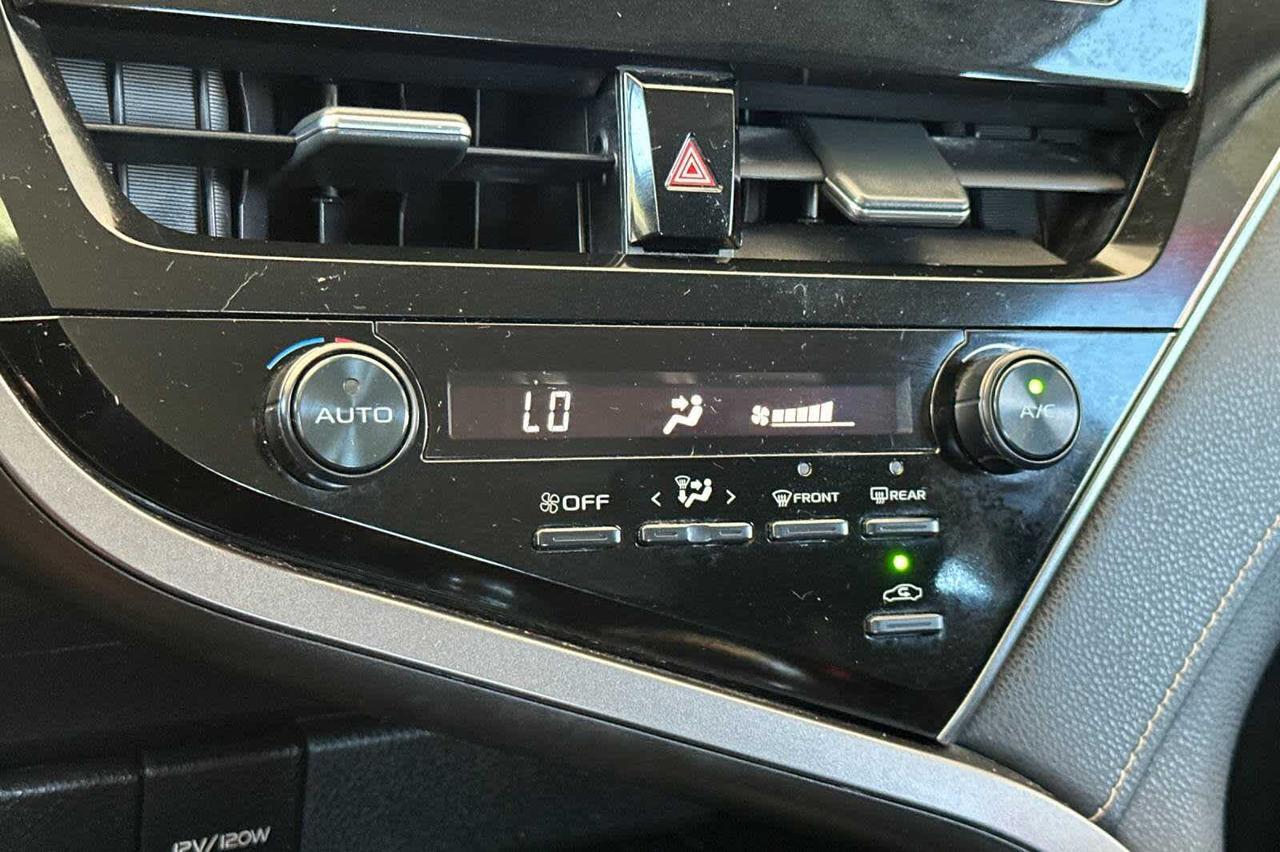 LO
AUTO
A/C
OFF
< >
FRONT
REAR
12V/120W